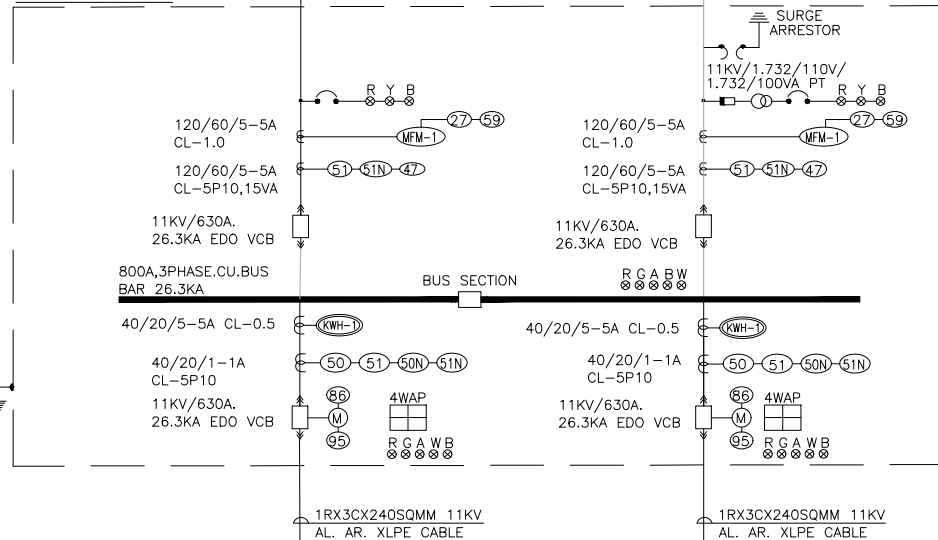 SURGE
ARRESTOR
11KV/1.732/110V/
1.732/100VA PT
R Y B
R Y B
120/60/5-5A
CL-1.0
MFM-1
27
59
120/60/5-5A
CL-1.0
MFM-1
27
59
120/60/5-5A
CL-5P10,15VA
51
51N
47
120/60/5-5A
CL-5P10,15VA
51
51N
47
11KV/630A.
26.3KA EDO VCB
11KV/630A.
26.3KA EDO VCB
800A,3PHASE.CU.BUS
BAR 26.3KA
BUS SECTION
R G A B W
40/20/5-5A CL-0.5
KWH-1
40/20/5-5A CL-0.5
KWH-1
40/20/1-1A
CL-5P10
50
51
50N
51N
40/20/1-1A
CL-5P10
50
51
50N
51N
11KV/630A.
26.3KA EDO VCB
86
M
95
4WAP
R G A W B
11KV/630A.
26.3KA EDO VCB
86
M
95
4WAP
R G A W B
1RX3CX240SQMM 11KV
AL. AR. XLPE CABLE
1RX3CX240SQMM 11KV
AL. AR. XLPE CABLE